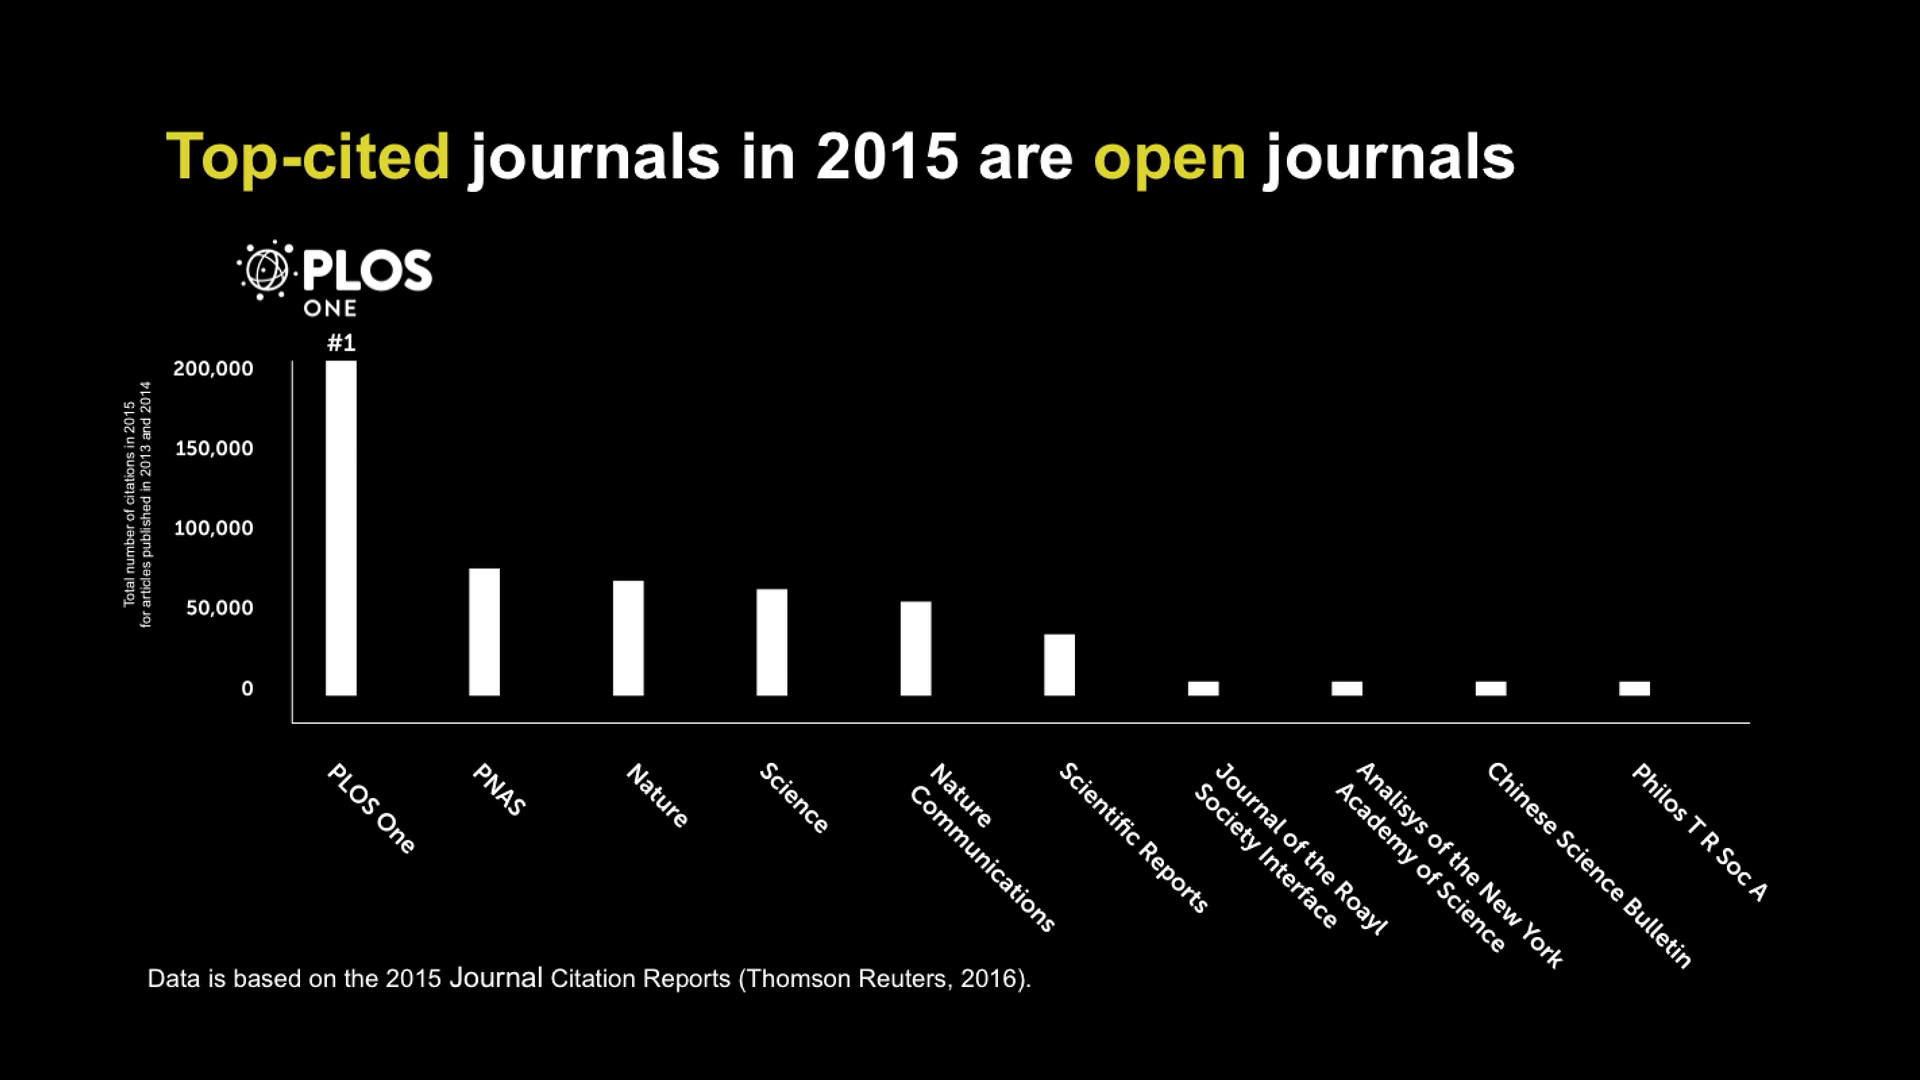 Top-cited journals in 2015 are open journals
PLOS
ONE
#1
Total number of citations in 2015
for articles published in 2013 and 2014
200,000
150,000
100,000
50,000
0
PLOS One
PNAS
Nature
Science
Nature
Communications
Scientific Reports
Journal of the Roayl
Society Interface
Analisys of the New York
Academy of Science
Chinese Science Bulletin
Philos T R Soc A
Data is based on the 2015 Journal Citation Reports (Thomson Reuters, 2016).